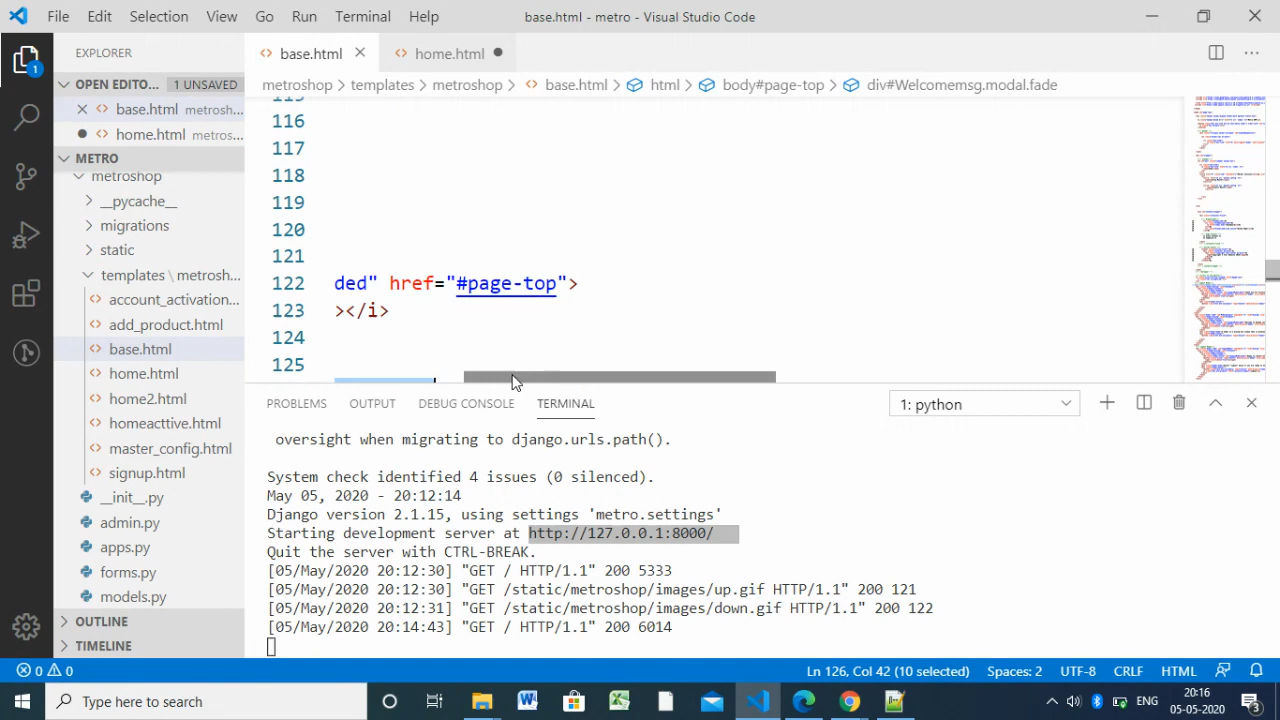 File Edit Selection View Go Run Terminal Help base.html - metro - Visual Studio Code
EXPLORER
base.html
home.html
OPEN EDITO... 1 UNSAVED
metroshop > templates > metroshop > base.html > html > body#page-top > div#Welcomemsg.modal.fade
base.html metrosh...
home.html metros...
METRO
metroshop
__pycache__
migrations
static
templates \ metrosh...
account_activation...
home2.html
homeacttive.html
master_config.html
signup.html
__init__.py
admin.py
apps.py
forms.py
models.py
OUTLINE
TIMELINE
116
117
118
119
120
121
122 ded" href="#page-top">
123 ></i>
124
125
PROBLEMS OUTPUT DEBUG CONSOLE TERMINAL 1: python
oversight when migrating to django.urls.path().
System check identified 4 issues (0 silenced).
May 05, 2020 - 20:12:14
Django version 2.1.15, using settings 'metro.settings'
Starting development server at http://127.0.0.1:8000/
Quit the server with CTRL-BREAK.
[05/May/2020 20:12:30] "GET / HTTP/1.1" 200 5333
[05/May/2020 20:12:30] "GET /static/metroshop/images/up.gif HTTP/1.1" 200 121
[05/May/2020 20:12:31] "GET /static/metroshop/images/down.gif HTTP/1.1" 200 122
[05/May/2020 20:14:43] "GET / HTTP/1.1" 200 6014
0 0 Ln 126, Col 42 (10 selected) Spaces: 2 UTF-8 CRLF HTML
Type here to search
ENG
20:16
05-05-2020
3